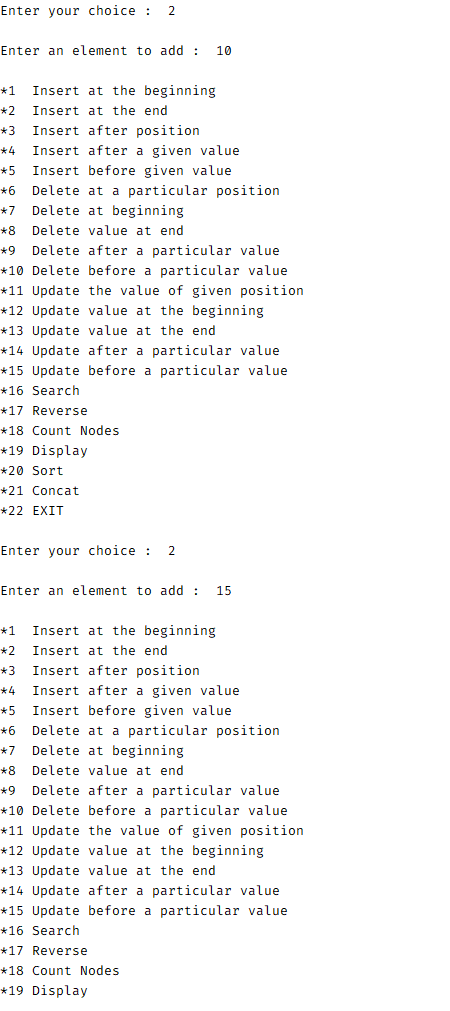 Enter your choice :  2
Enter an element to add :  10
*1  Insert at the beginning
*2  Insert at the end
*3  Insert after position
*4  Insert after a given value
*5  Insert before given value
*6  Delete at a particular position
*7  Delete at beginning
*8  Delete value at end
*9  Delete after a particular value
*10 Delete before a particular value
*11 Update the value of given position
*12 Update value at the beginning
*13 Update value at the end
*14 Update after a particular value
*15 Update before a particular value
*16 Search
*17 Reverse
*18 Count Nodes
*19 Display
*20 Sort
*21 Concat
*22 EXIT
Enter your choice :  2
Enter an element to add :  15
*1  Insert at the beginning
*2  Insert at the end
*3  Insert after position
*4  Insert after a given value
*5  Insert before given value
*6  Delete at a particular position
*7  Delete at beginning
*8  Delete value at end
*9  Delete after a particular value
*10 Delete before a particular value
*11 Update the value of given position
*12 Update value at the beginning
*13 Update value at the end
*14 Update after a particular value
*15 Update before a particular value
*16 Search
*17 Reverse
*18 Count Nodes
*19 Display